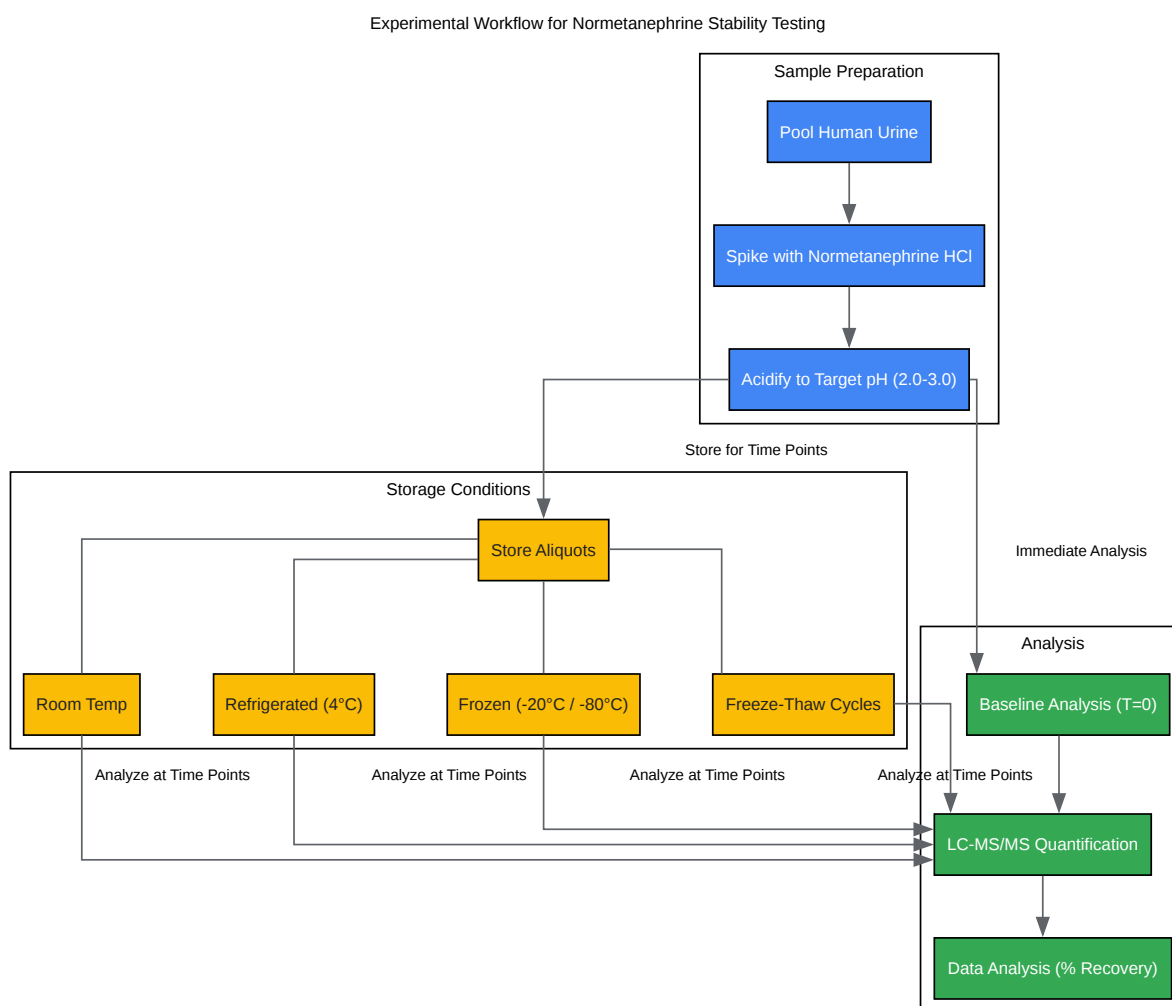 Experimental Workflow for Normetanephrine Stability Testing
Sample Preparation
Pool Human Urine
Spike with Normetanephrine HCl
Acidify to Target pH (2.0-3.0)
Store for Time Points
Storage Conditions
Store Aliquots
Immediate Analysis
Analysis
Room Temp
Refrigerated (4°C)
Frozen (-20°C / -80°C)
Freeze-Thaw Cycles
Baseline Analysis (T=0)
Analyze at Time Points
Analyze at Time Points
Analyze at Time Points
Analyze at Time Points
LC-MS/MS Quantification
Data Analysis (% Recovery)